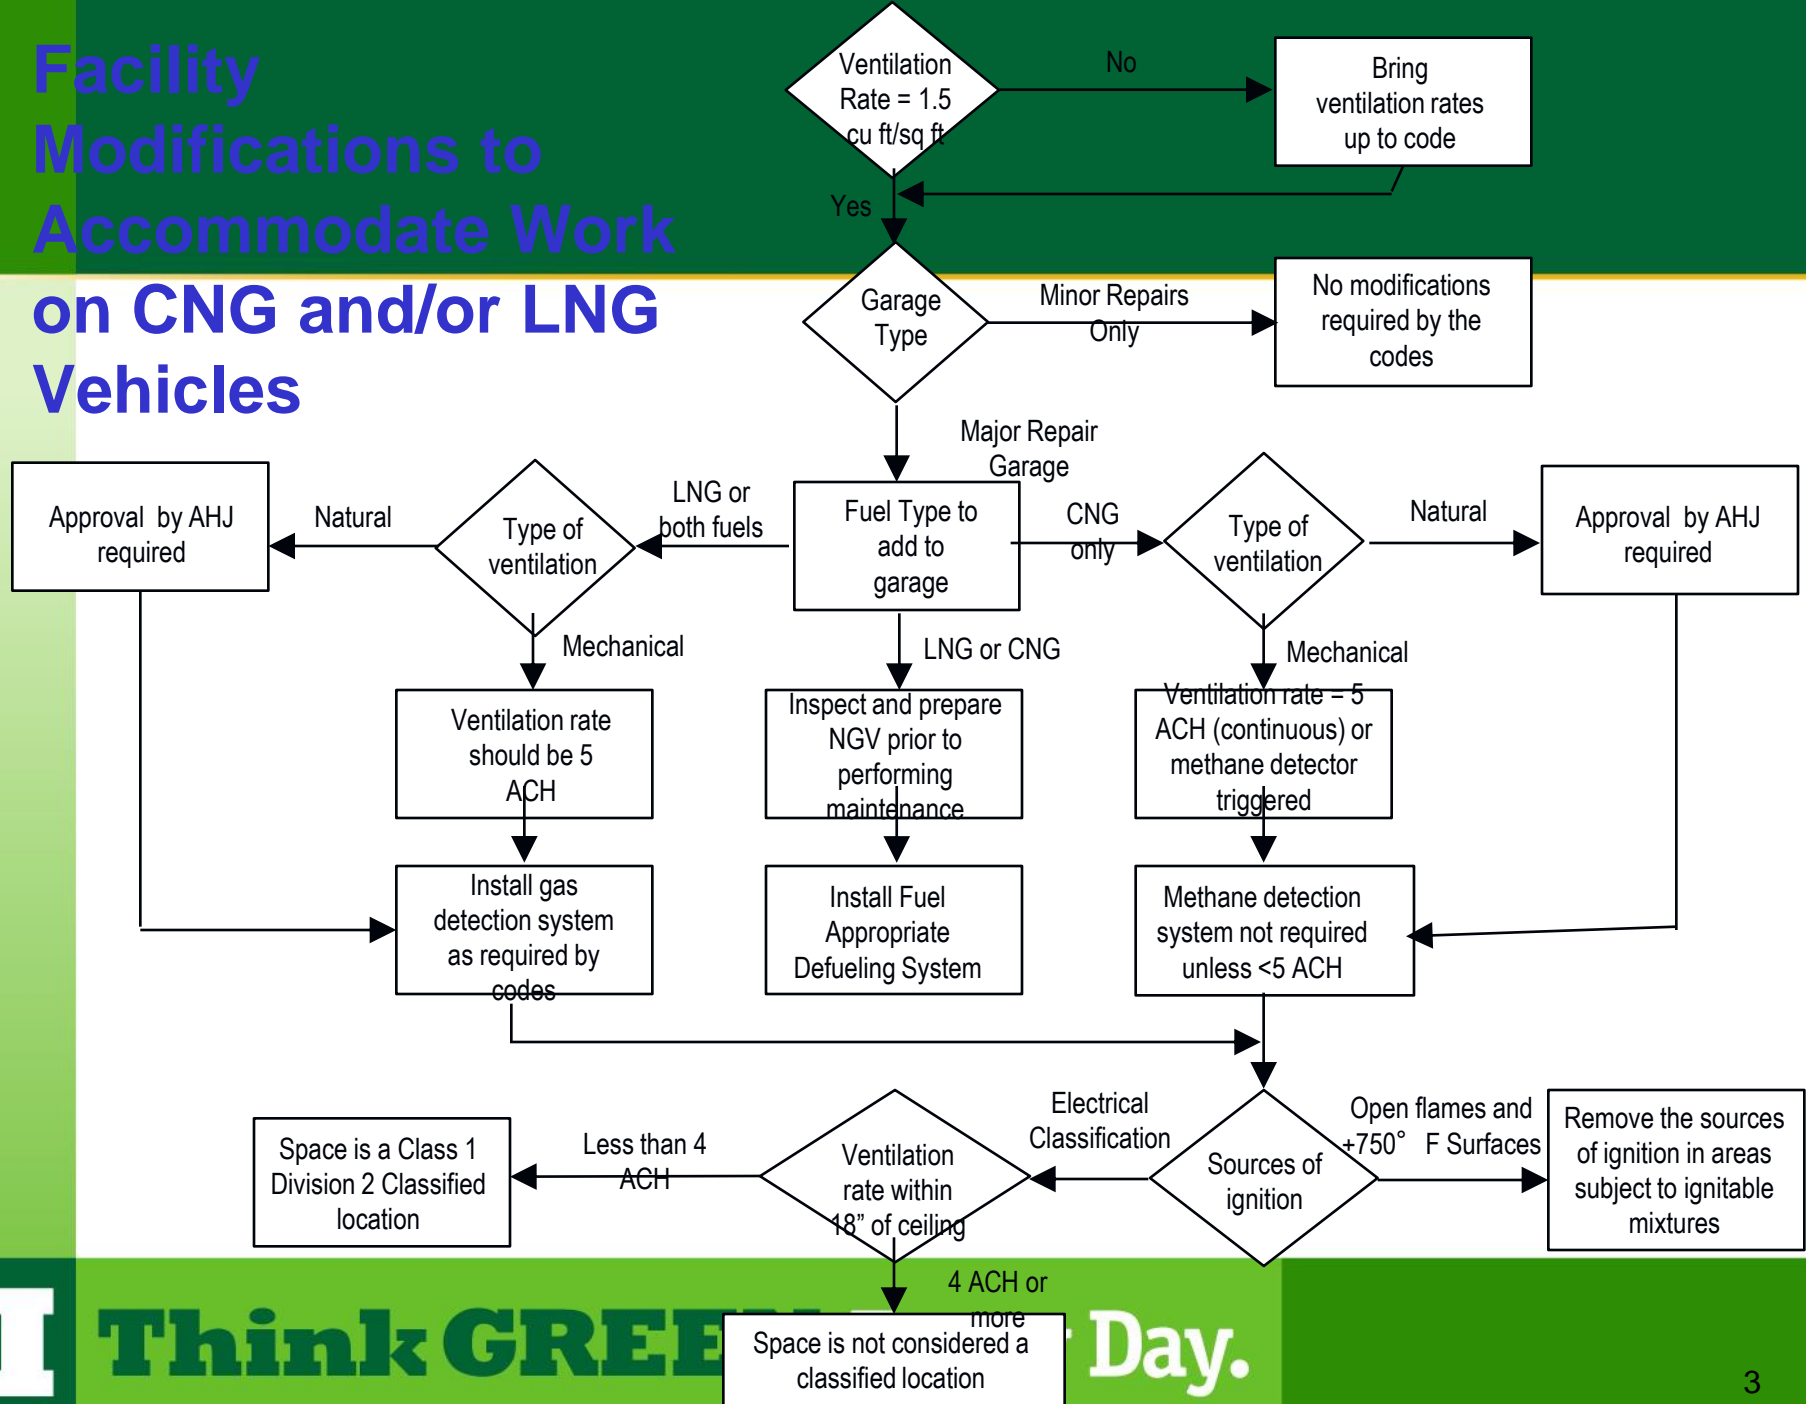 Facility
Modifications to
Accommodate Work
on CNG and/or LNG
Vehicles
Ventilation
Rate = 1.5
cu ft/sq ft
No
Bring
ventilation rates
up to code
Yes
Garage
Type
Minor Repairs
Only
No modifications
required by the
codes
Major Repair
Garage
Approval by AHJ
required
Natural
Type of
ventilation
LNG or
both fuels
Fuel Type to
add to
garage
CNG
only
Type of
ventilation
Natural
Approval by AHJ
required
Mechanical
LNG or CNG
Mechanical
Ventilation rate
should be 5
ACH
Inspect and prepare
NGV prior to
performing
maintenance
Ventilation rate = 5
ACH (continuous) or
methane detector
triggered
Install gas
detection system
as required by
codes
Install Fuel
Appropriate
Defueling System
Methane detection
system not required
unless <5 ACH
Space is a Class 1
Division 2 Classified
location
Less than 4
ACH
Ventilation
rate within
18” of ceiling
Electrical
Classification
Sources of
ignition
Open flames and
+750° F Surfaces
Remove the sources
of ignition in areas
subject to ignitable
mixtures
4 ACH or
more
Space is not considered a
classified location
Think GREE Day.
3